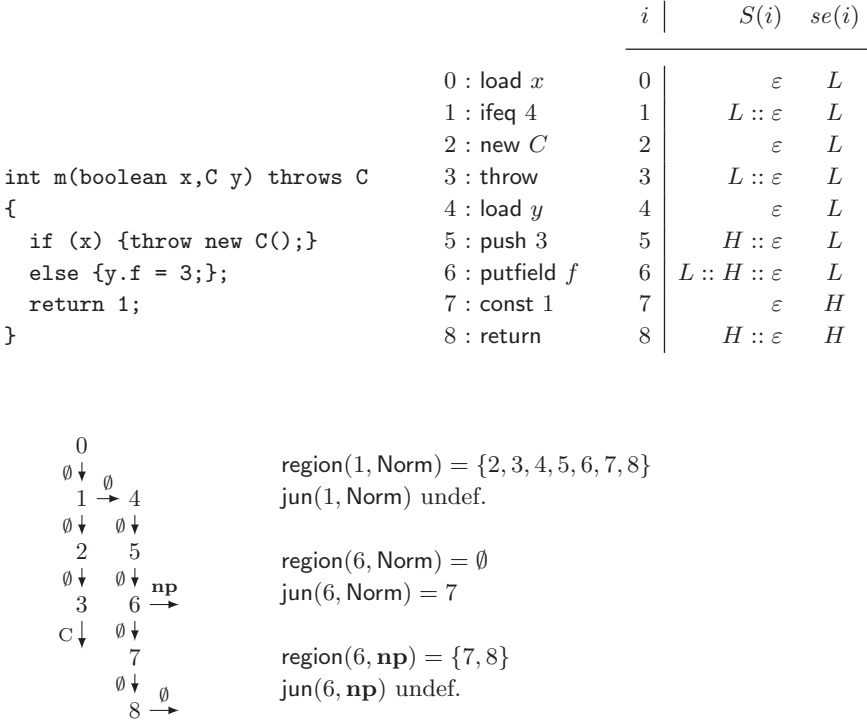 i S(i) se(i)
0 : load x 0 ε L
1 : ifeq 4 1 L :: ε L
2 : new C 2 ε L
int m(boolean x,C y) throws C 3 : throw 3 L :: ε L
{ 4 : load y 4 ε L
if (x) {throw new C();} 5 : push 3 5 H :: ε L
else {y.f = 3;}; 6 : putfield f 6 L :: H :: ε L
return 1; 7 : const 1 7 ε H
} 8 : return 8 H :: ε H
0
∅
1 ∅ 4
∅ ∅
2 5
∅ ∅
3 6 np
C ∅
7
∅
8 ∅
region(1, Norm) = {2, 3, 4, 5, 6, 7, 8}
jun(1, Norm) undef.
region(6, Norm) = ∅
jun(6, Norm) = 7
region(6, np) = {7, 8}
jun(6, np) undef.